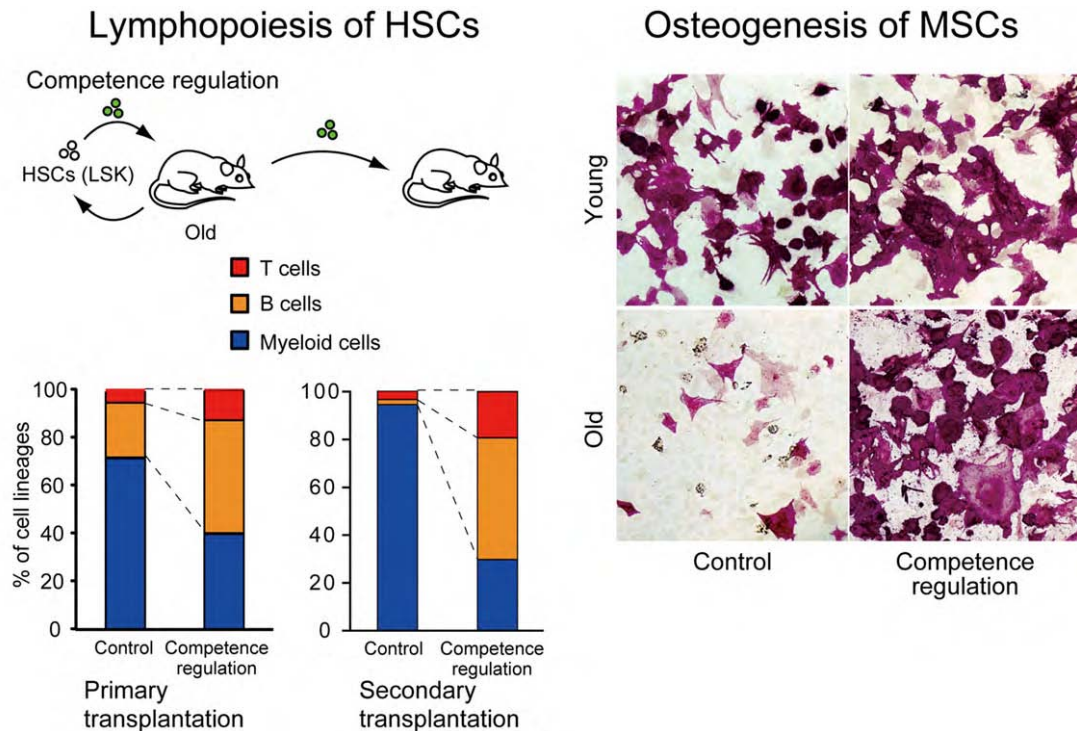 Lymphopoiesis of HSCs
Competence regulation
HSCs (LSK)
Old
T cells
B cells
Myeloid cells
% of cell lineages
100
80
60
40
20
0
Control
Competence
regulation
Primary
transplantation
100
80
60
40
20
0
Control
Competence
regulation
Secondary
transplantation
Osteogenesis of MSCs
Young
Old
Control
Competence
regulation